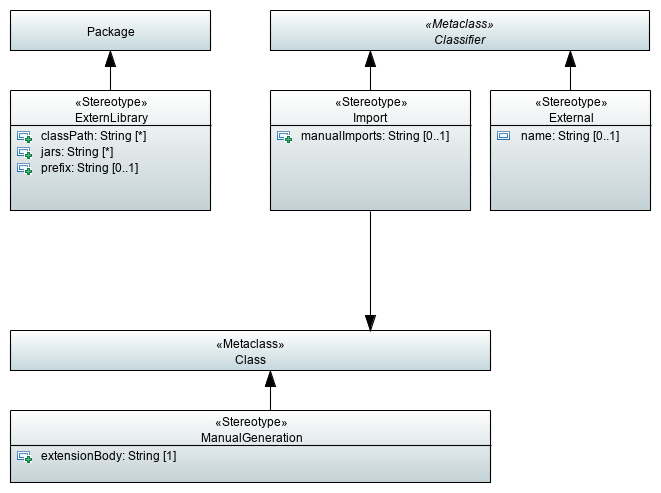 Package
«Metaclass»
Classifier
«Stereotype»
ExternLibrary
classPath: String [*]
jars: String [*]
prefix: String [0..1]
«Stereotype»
Import
manualImports: String [0..1]
«Stereotype»
External
name: String [0..1]
«Metaclass»
Class
«Stereotype»
ManualGeneration
extensionBody: String [1]